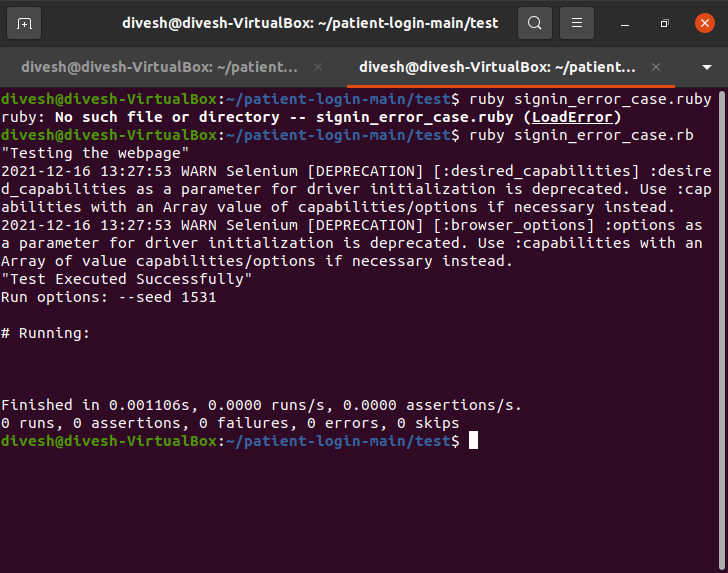 divesh@divesh-VirtualBox: ~/patient-login-main/test
divesh@divesh-VirtualBox: ~/patient... × divesh@divesh-VirtualBox: ~/patient... ×
divesh@divesh-VirtualBox:~/patient-login-main/test$ ruby signin_error_case.ruby
ruby: No such file or directory -- signin_error_case.ruby (LoadError)
divesh@divesh-VirtualBox:~/patient-login-main/test$ ruby signin_error_case.rb
"Testing the webpage"
2021-12-16 13:27:53 WARN Selenium [DEPRECATION] [:desired_capabilities] :desire
d_capabilities as a parameter for driver initialization is deprecated. Use :cap
abilities with an Array value of capabilities/options if necessary instead.
2021-12-16 13:27:53 WARN Selenium [DEPRECATION] [:browser_options] :options as
a parameter for driver initialization is deprecated. Use :capabilities with an
Array of value capabilities/options if necessary instead.
"Test Executed Successfully"
Run options: --seed 1531
# Running:
Finished in 0.001106s, 0.0000 runs/s, 0.0000 assertions/s.
0 runs, 0 assertions, 0 failures, 0 errors, 0 skips
divesh@divesh-VirtualBox:~/patient-login-main/test$